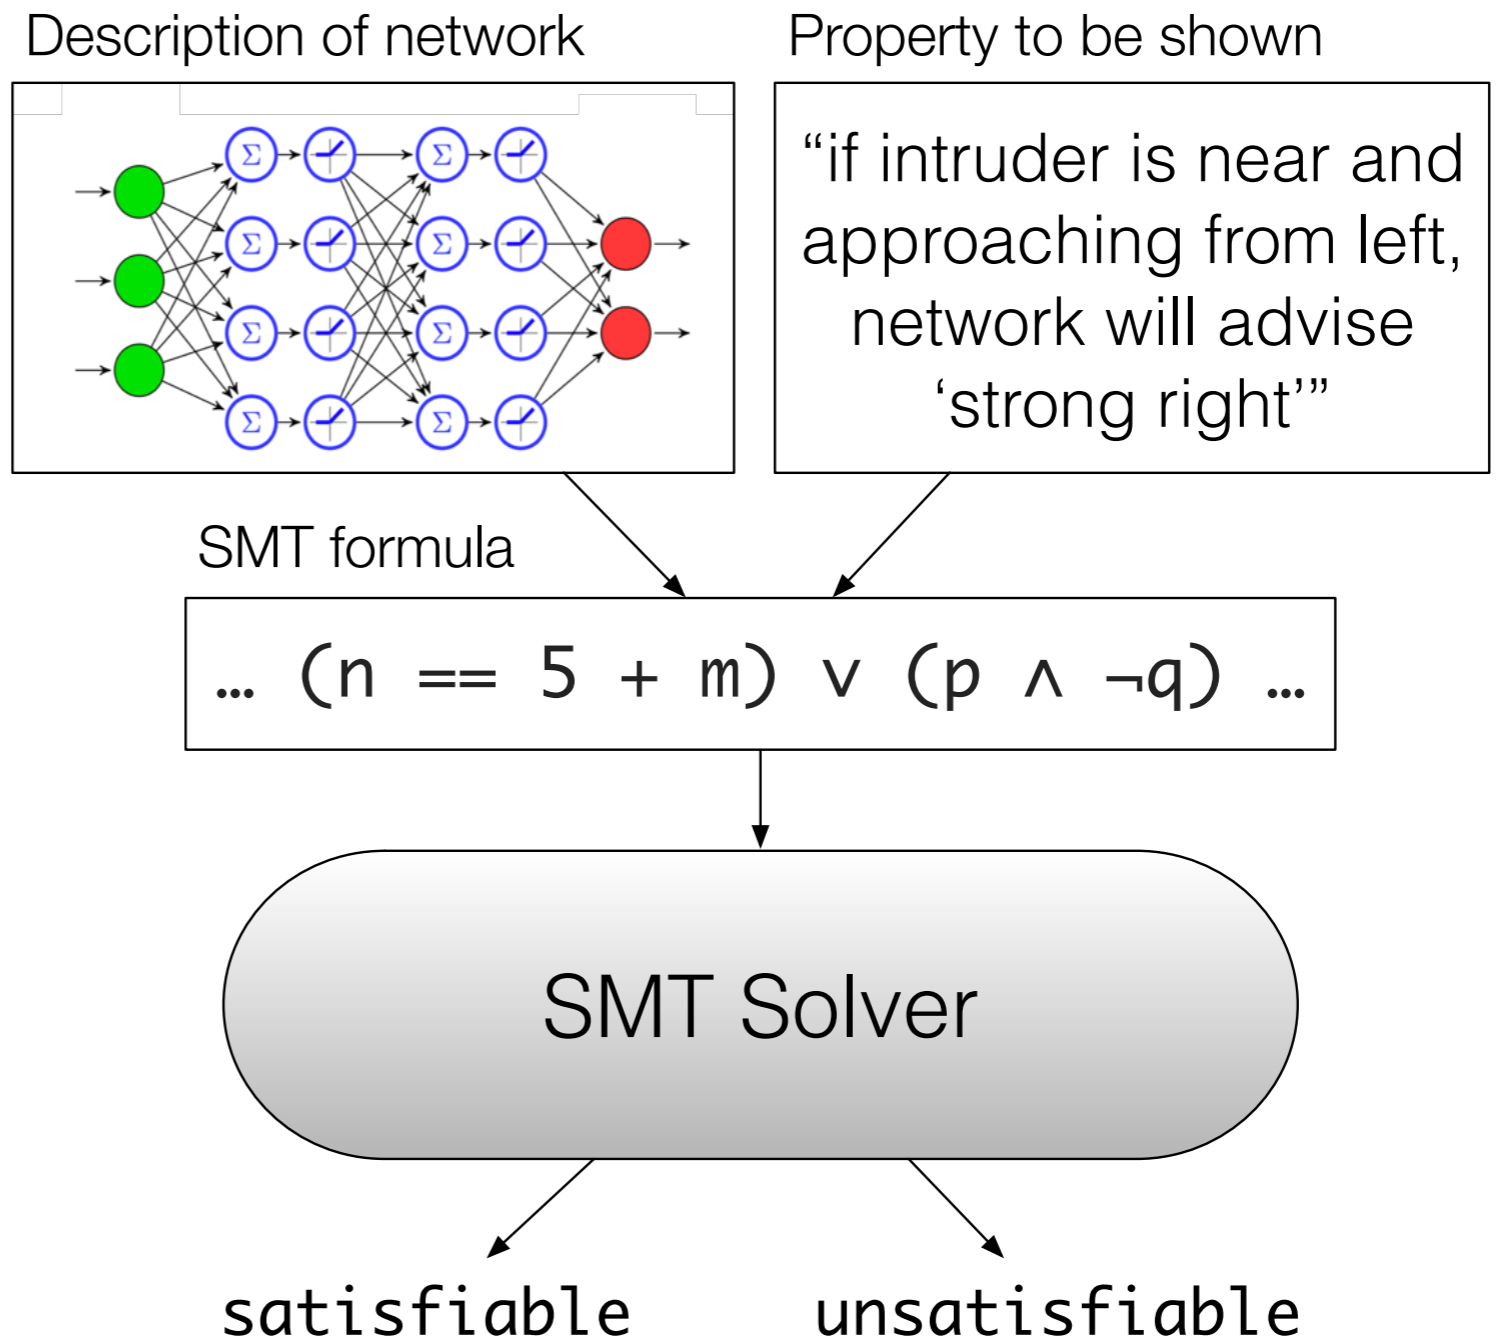 Description of network
Property to be shown
Σ Σ
Σ Σ
Σ Σ
Σ Σ
“if intruder is near and
approaching from left,
network will advise
‘strong right’”
SMT formula
… (n == 5 + m) ∨ (p ∧ ¬q) …
SMT Solver
satisfiable
unsatisfiable